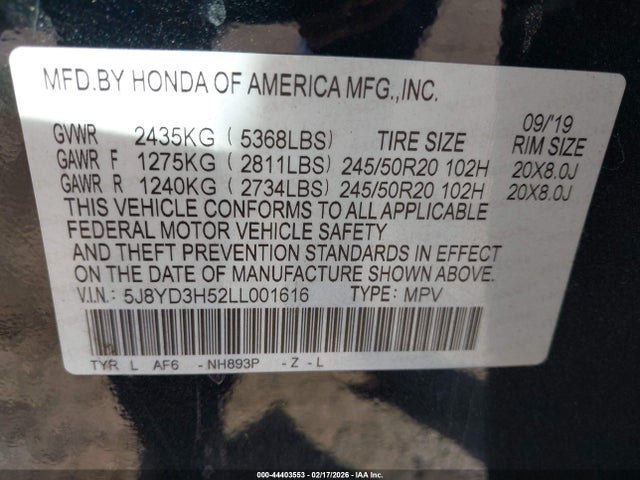 MFD.BY HONDA OF AMERICA MFG.,INC.
09/'19
GVWR 2435KG ( 5368LBS) TIRE SIZE RIM SIZE
GAWR F 1275KG ( 2811LBS) 245/50R20 102H 20X8.0J
GAWR R 1240KG ( 2734LBS) 245/50R20 102H 20X8.0J
THIS VEHICLE CONFORMS TO ALL APPLICABLE
FEDERAL MOTOR VEHICLE SAFETY
AND THEFT PREVENTION STANDARDS IN EFFECT
ON THE DATE OF MANUFACTURE SHOWN ABOVE.
V.I.N.: 5J8YD3H52LL001616 TYPE: MPV
TYR L AF6 -NH893P - Z - L
000-44403553 - 02/17/2026 - IAA Inc.